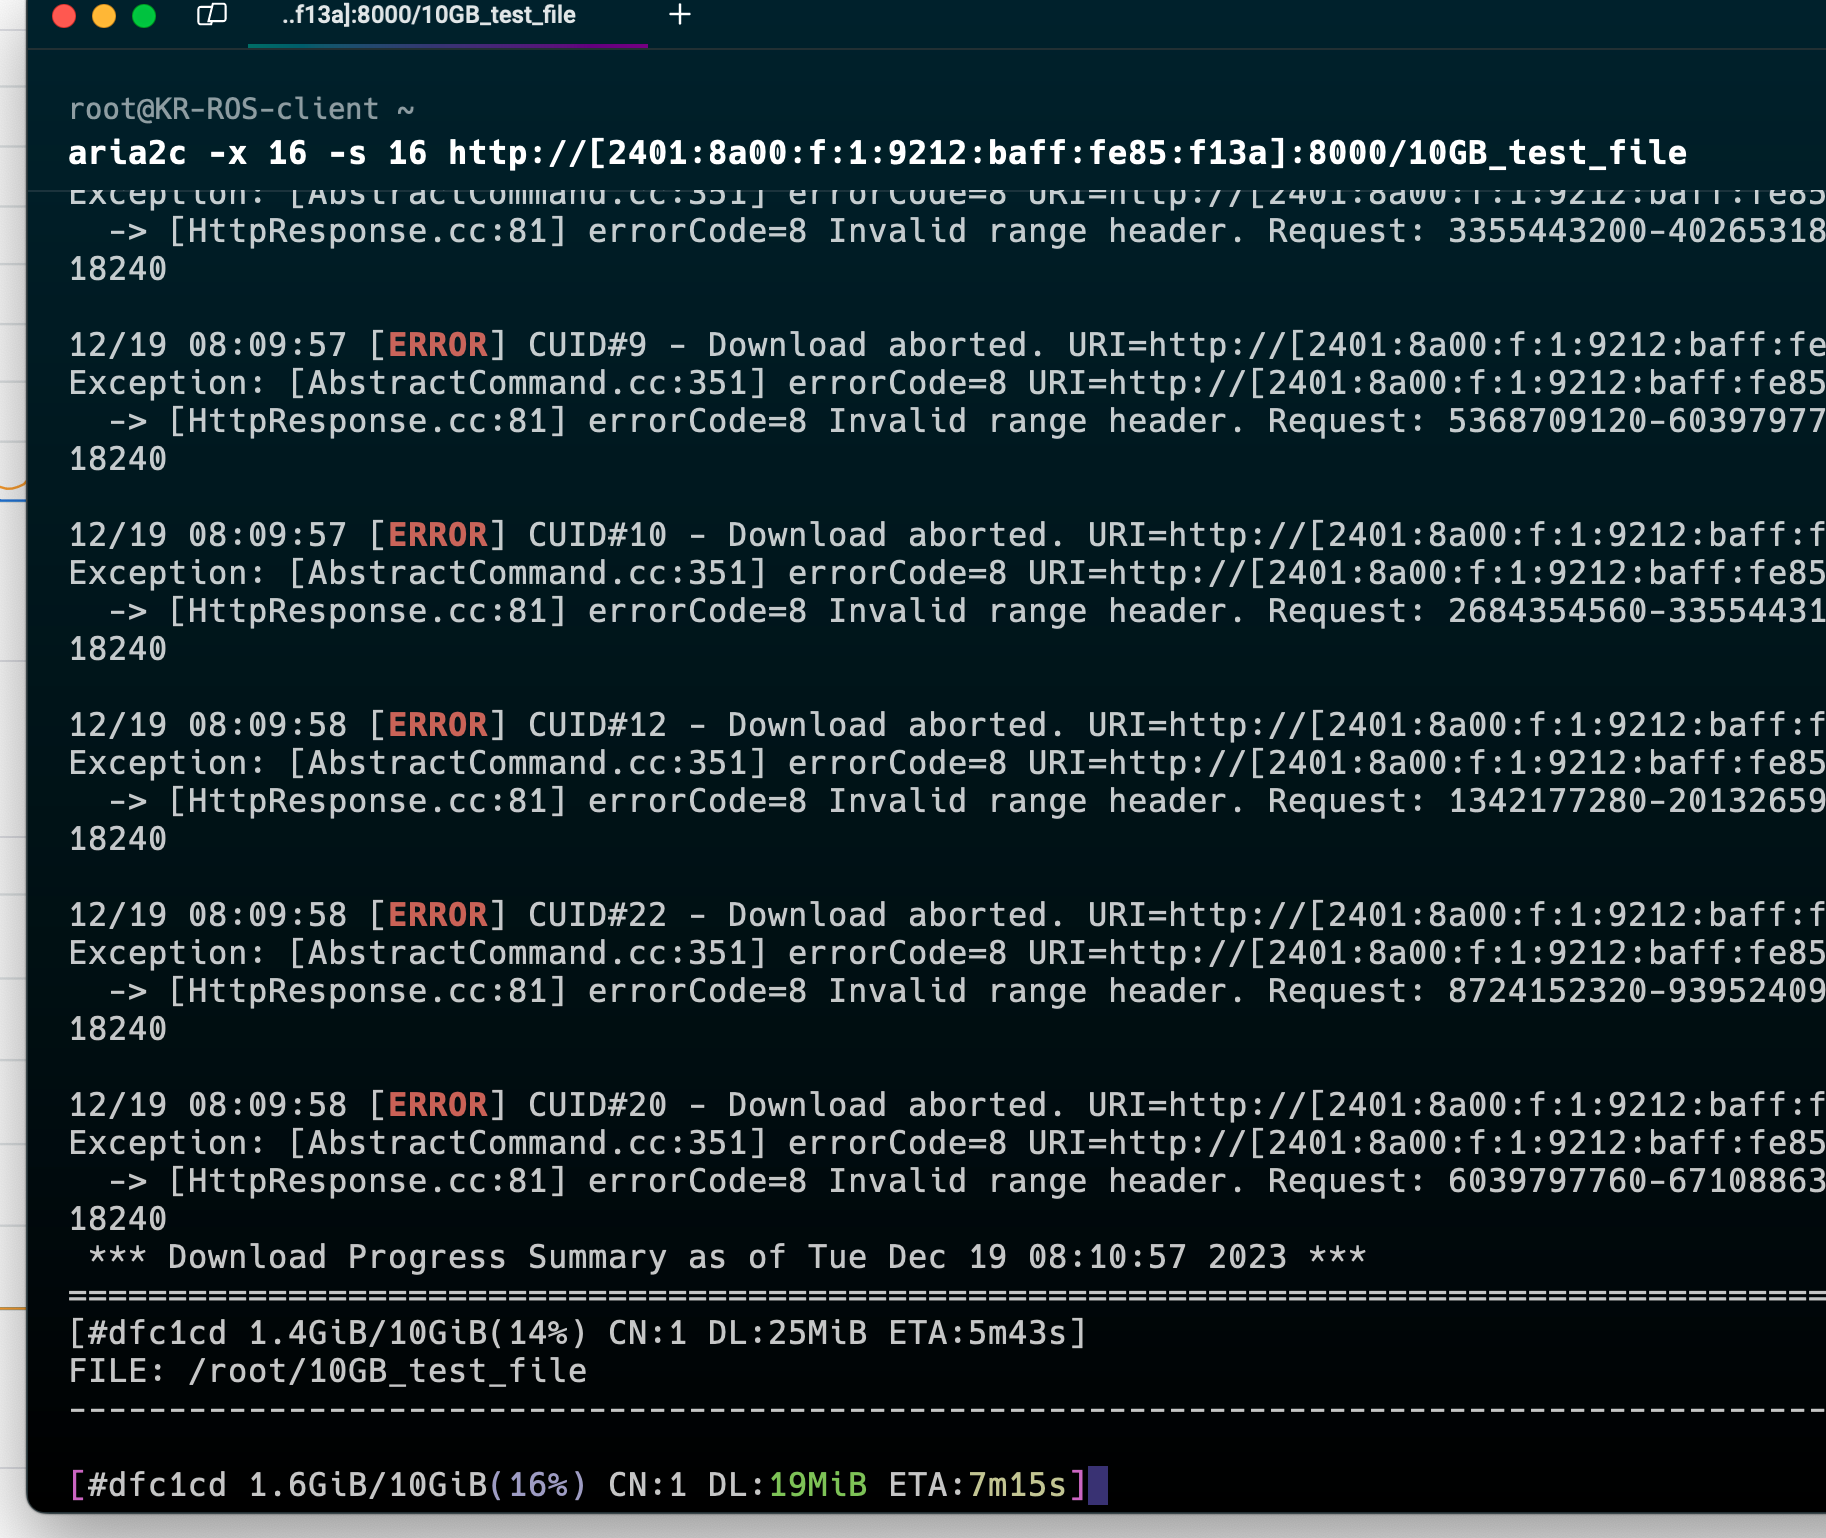 ..f13a]:8000/10GB_test_file
root@KR-ROS-client ~
aria2c -x 16 -s 16 http://[2401:8a00:f:1:9212:baff:fe85:f13a]:8000/10GB_test_file
Exception: [AbstractCommand.cc:351] errorCode=8 URI=http://[2401:8a00:f:1:9212:baff:fe85
-> [HttpResponse.cc:81] errorCode=8 Invalid range header. Request: 3355443200-40265318
18240
12/19 08:09:57 [ERROR] CUID#9 - Download aborted. URI=http://[2401:8a00:f:1:9212:baff:fe
Exception: [AbstractCommand.cc:351] errorCode=8 URI=http://[2401:8a00:f:1:9212:baff:fe85
-> [HttpResponse.cc:81] errorCode=8 Invalid range header. Request: 5368709120-60397977
18240
12/19 08:09:57 [ERROR] CUID#10 - Download aborted. URI=http://[2401:8a00:f:1:9212:baff:f
Exception: [AbstractCommand.cc:351] errorCode=8 URI=http://[2401:8a00:f:1:9212:baff:fe85
-> [HttpResponse.cc:81] errorCode=8 Invalid range header. Request: 2684354560-33554431
18240
12/19 08:09:58 [ERROR] CUID#12 - Download aborted. URI=http://[2401:8a00:f:1:9212:baff:f
Exception: [AbstractCommand.cc:351] errorCode=8 URI=http://[2401:8a00:f:1:9212:baff:fe85
-> [HttpResponse.cc:81] errorCode=8 Invalid range header. Request: 1342177280-20132659
18240
12/19 08:09:58 [ERROR] CUID#22 - Download aborted. URI=http://[2401:8a00:f:1:9212:baff:f
Exception: [AbstractCommand.cc:351] errorCode=8 URI=http://[2401:8a00:f:1:9212:baff:fe85
-> [HttpResponse.cc:81] errorCode=8 Invalid range header. Request: 8724152320-93952409
18240
12/19 08:09:58 [ERROR] CUID#20 - Download aborted. URI=http://[2401:8a00:f:1:9212:baff:f
Exception: [AbstractCommand.cc:351] errorCode=8 URI=http://[2401:8a00:f:1:9212:baff:fe85
-> [HttpResponse.cc:81] errorCode=8 Invalid range header. Request: 6039797760-67108863
18240
*** Download Progress Summary as of Tue Dec 19 08:10:57 2023 ***
========================================================================================
[#dfc1cd 1.4GiB/10GiB(14%) CN:1 DL:25MiB ETA:5m43s]
FILE: /root/10GB_test_file
----------------------------------------------------------------------------------------
[#dfc1cd 1.6GiB/10GiB(16%) CN:1 DL:19MiB ETA:7m15s]